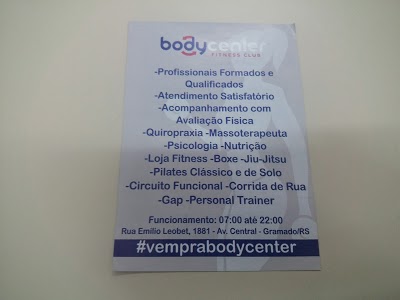 bodycenter
FITNESS CLUB
-Profissionais Formados e
Qualificados
-Atendimento Satisfatório
-Acompanhamento com
Avaliação Física
-Quiropraxia -Massoterapeuta
-Psicologia -Nutrição
-Loja Fitness -Boxe -Jiu-Jitsu
-Pilates Clássico e de Solo
-Circuito Funcional -Corrida de Rua
-Gap -Personal Trainer
Funcionamento: 07:00 até 22:00
Rua Emilio Leobet, 1881 - Av. Central - Gramado/RS
#vemprabodycenter